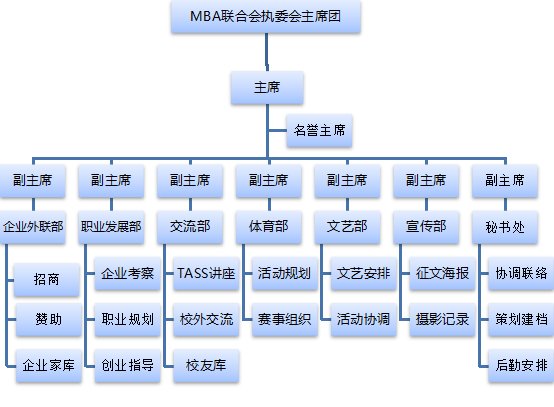 MBA联合会执委会主席团
主席
名誉主席
副主席 副主席 副主席 副主席 副主席 副主席 副主席
企业外联部 职业发展部 交流部 体育部 文艺部 宣传部 秘书处
招商 企业考察 TASS讲座 活动规划 文艺安排 征文海报 协调联络
赞助 职业规划 校外交流 赛事组织 活动协调 摄影记录 策划建档
企业家库 创业指导 校友库 后勤安排